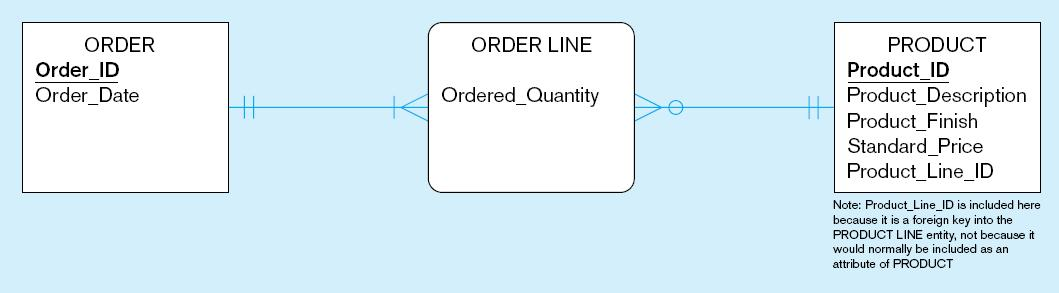 ORDER
Order_ID
Order_Date
ORDER LINE
Ordered_Quantity
PRODUCT
Product_ID
Product_Description
Product_Finish
Standard_Price
Product_Line_ID
Note: Product_Line_ID is included here
because it is a foreign key into the
PRODUCT LINE entity, not because it
would normally be included as an
attribute of PRODUCT